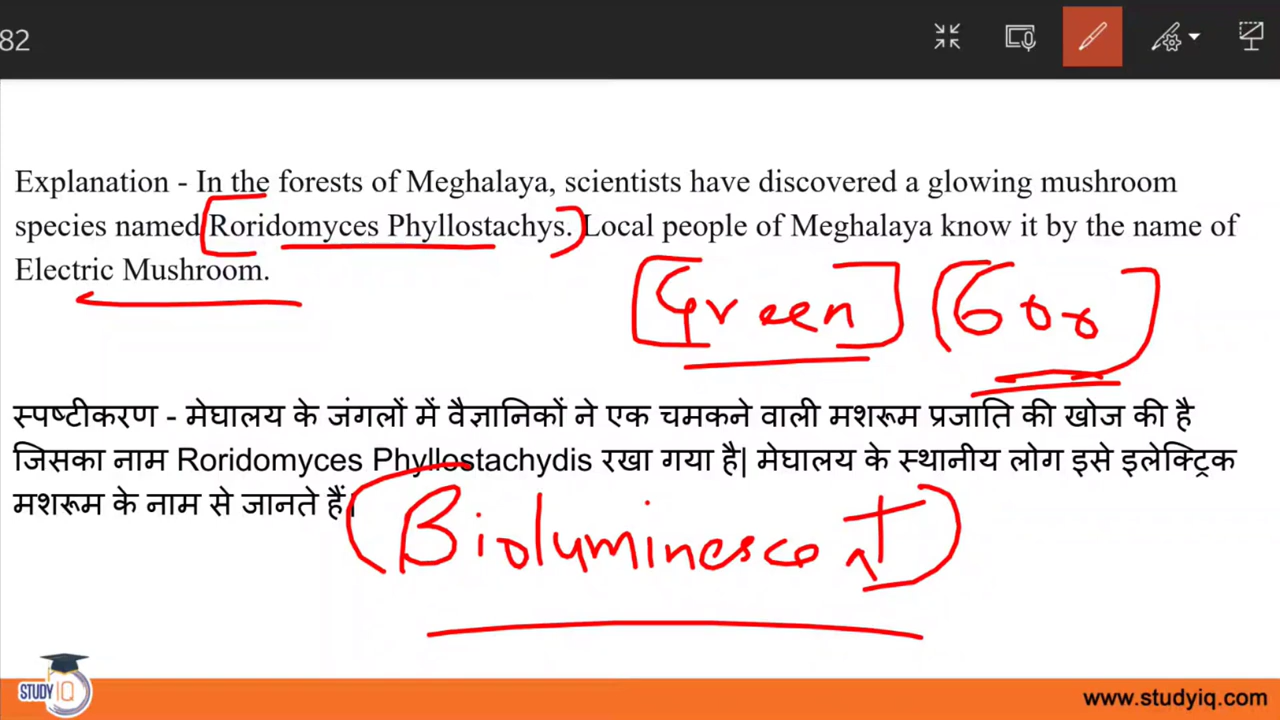 82
Explanation - In the forests of Meghalaya, scientists have discovered a glowing mushroom
species named Roridomyces Phyllostachys. Local people of Meghalaya know it by the name of
Electric Mushroom.
Green
स्पष्टीकरण - मेघालय के जंगलों में वैज्ञानिकों ने एक चमकने वाली मशरूम प्रजाति की खोज की है
जिसका नाम Roridomyces Phyllostachydis रखा गया है| मेघालय के स्थानीय लोग इसे इलेक्ट्रिक
मशरूम के नाम से जानते हैं।
Bioluminescent
STUDY IQ
www.studyiq.com